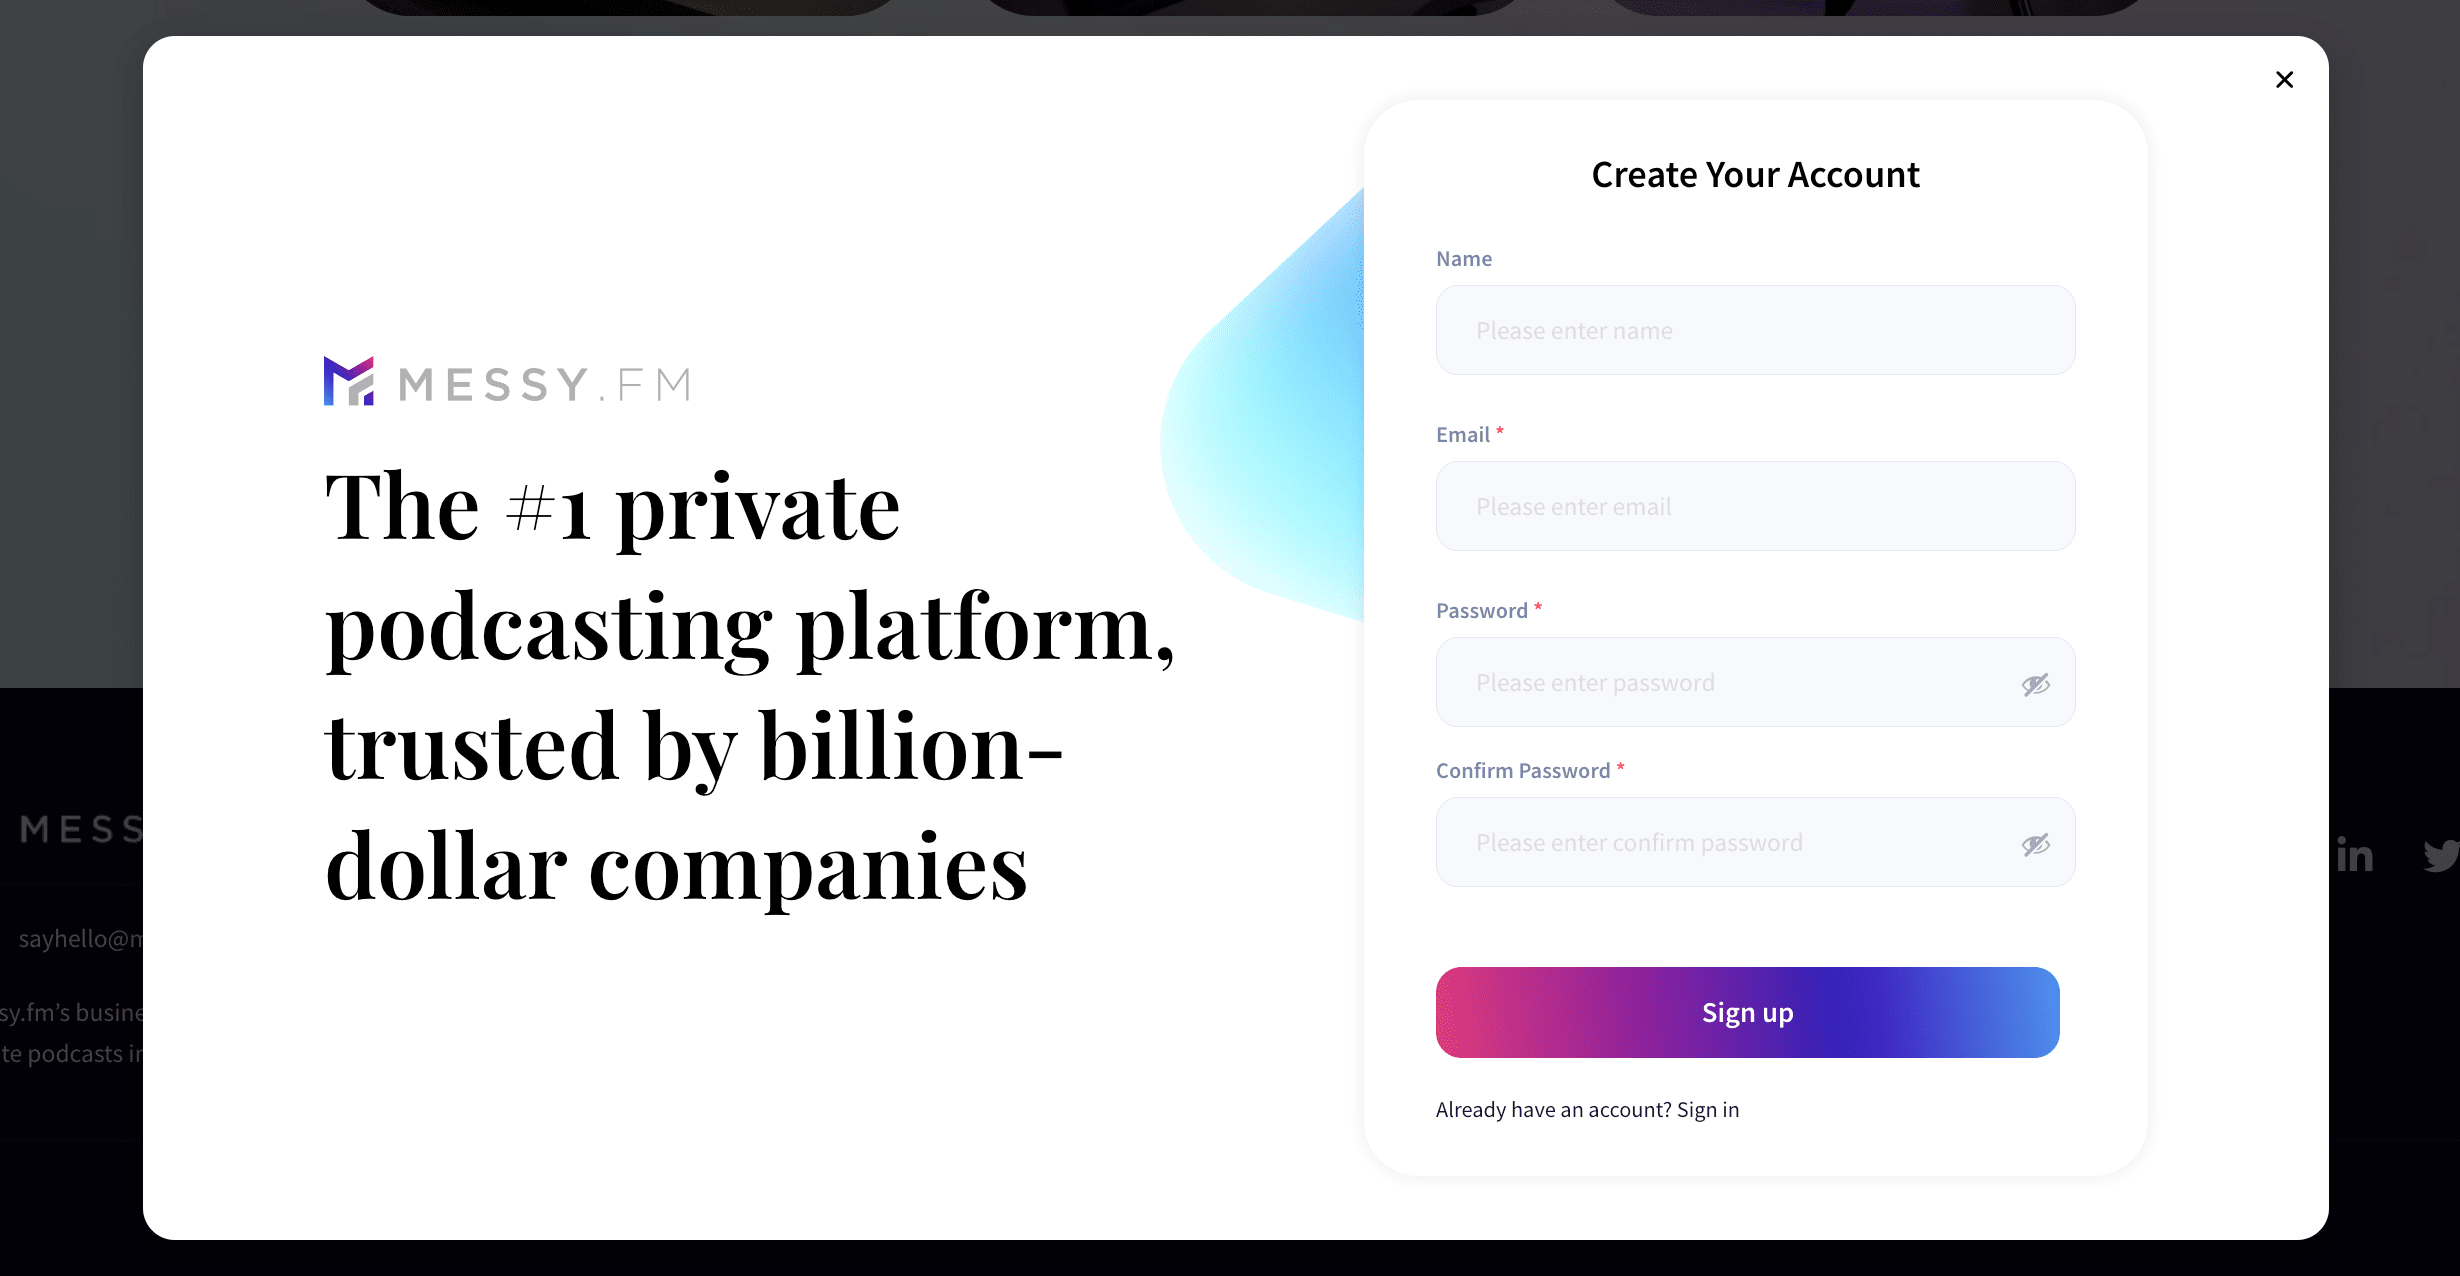 MESSY.FM
The #1 private
podcasting platform,
trusted by billion-
dollar companies
Create Your Account
Name
Please enter name
Email *
Please enter email
Password *
Please enter password
Confirm Password *
Please enter confirm password
Sign up
Already have an account? Sign in
MESS
sayhello@m
sy.fm’s busine
te podcasts in
in